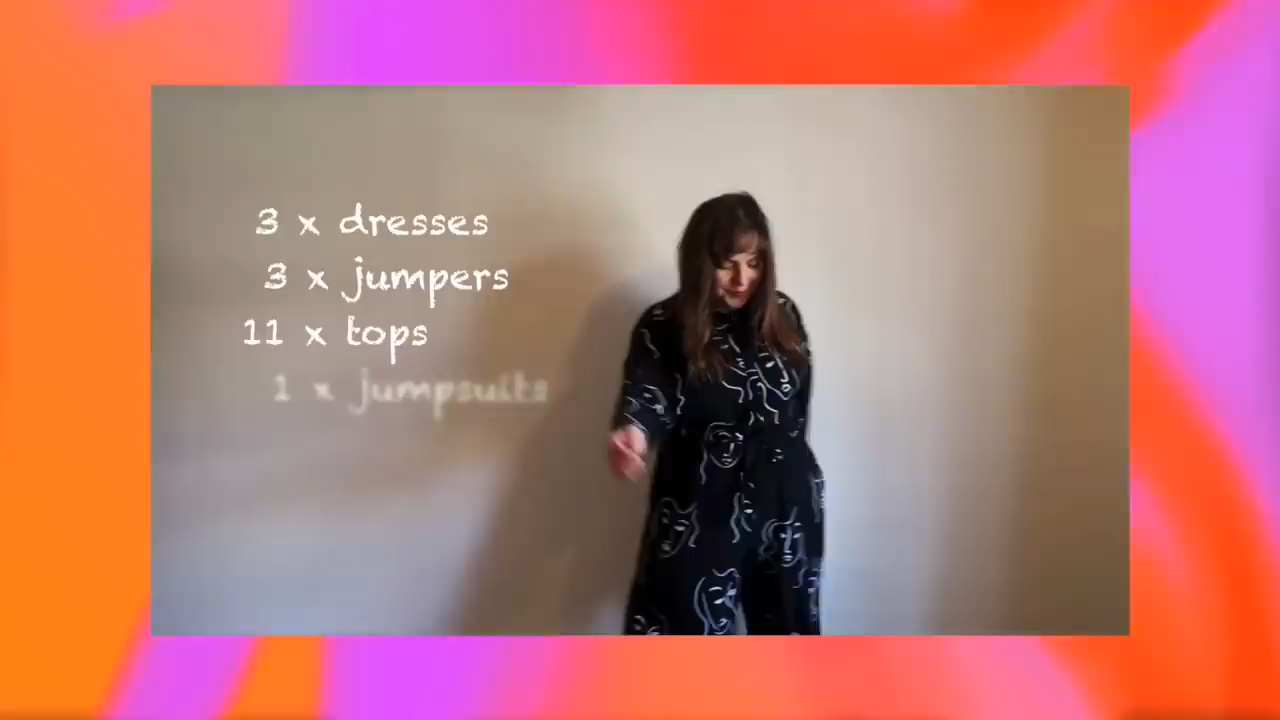 3 x dresses
3 x jumpers
11 x tops
1 x jumpsuits